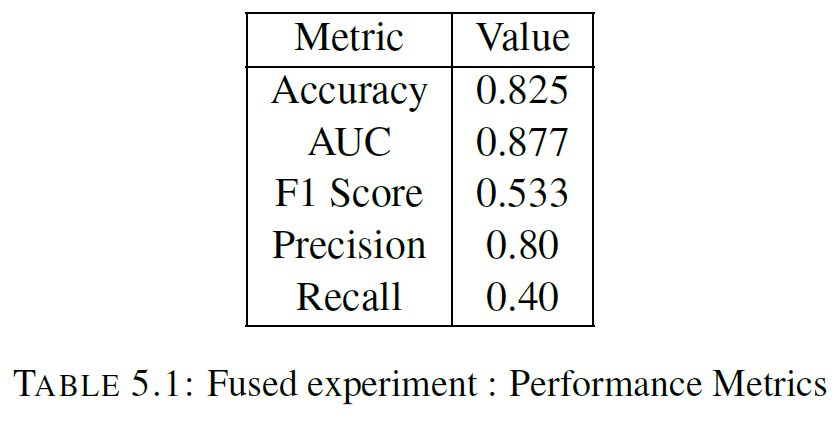 Metric Value
Accuracy 0.825
AUC 0.877
F1 Score 0.533
Precision 0.80
Recall 0.40
TABLE 5.1: Fused experiment : Performance Metrics